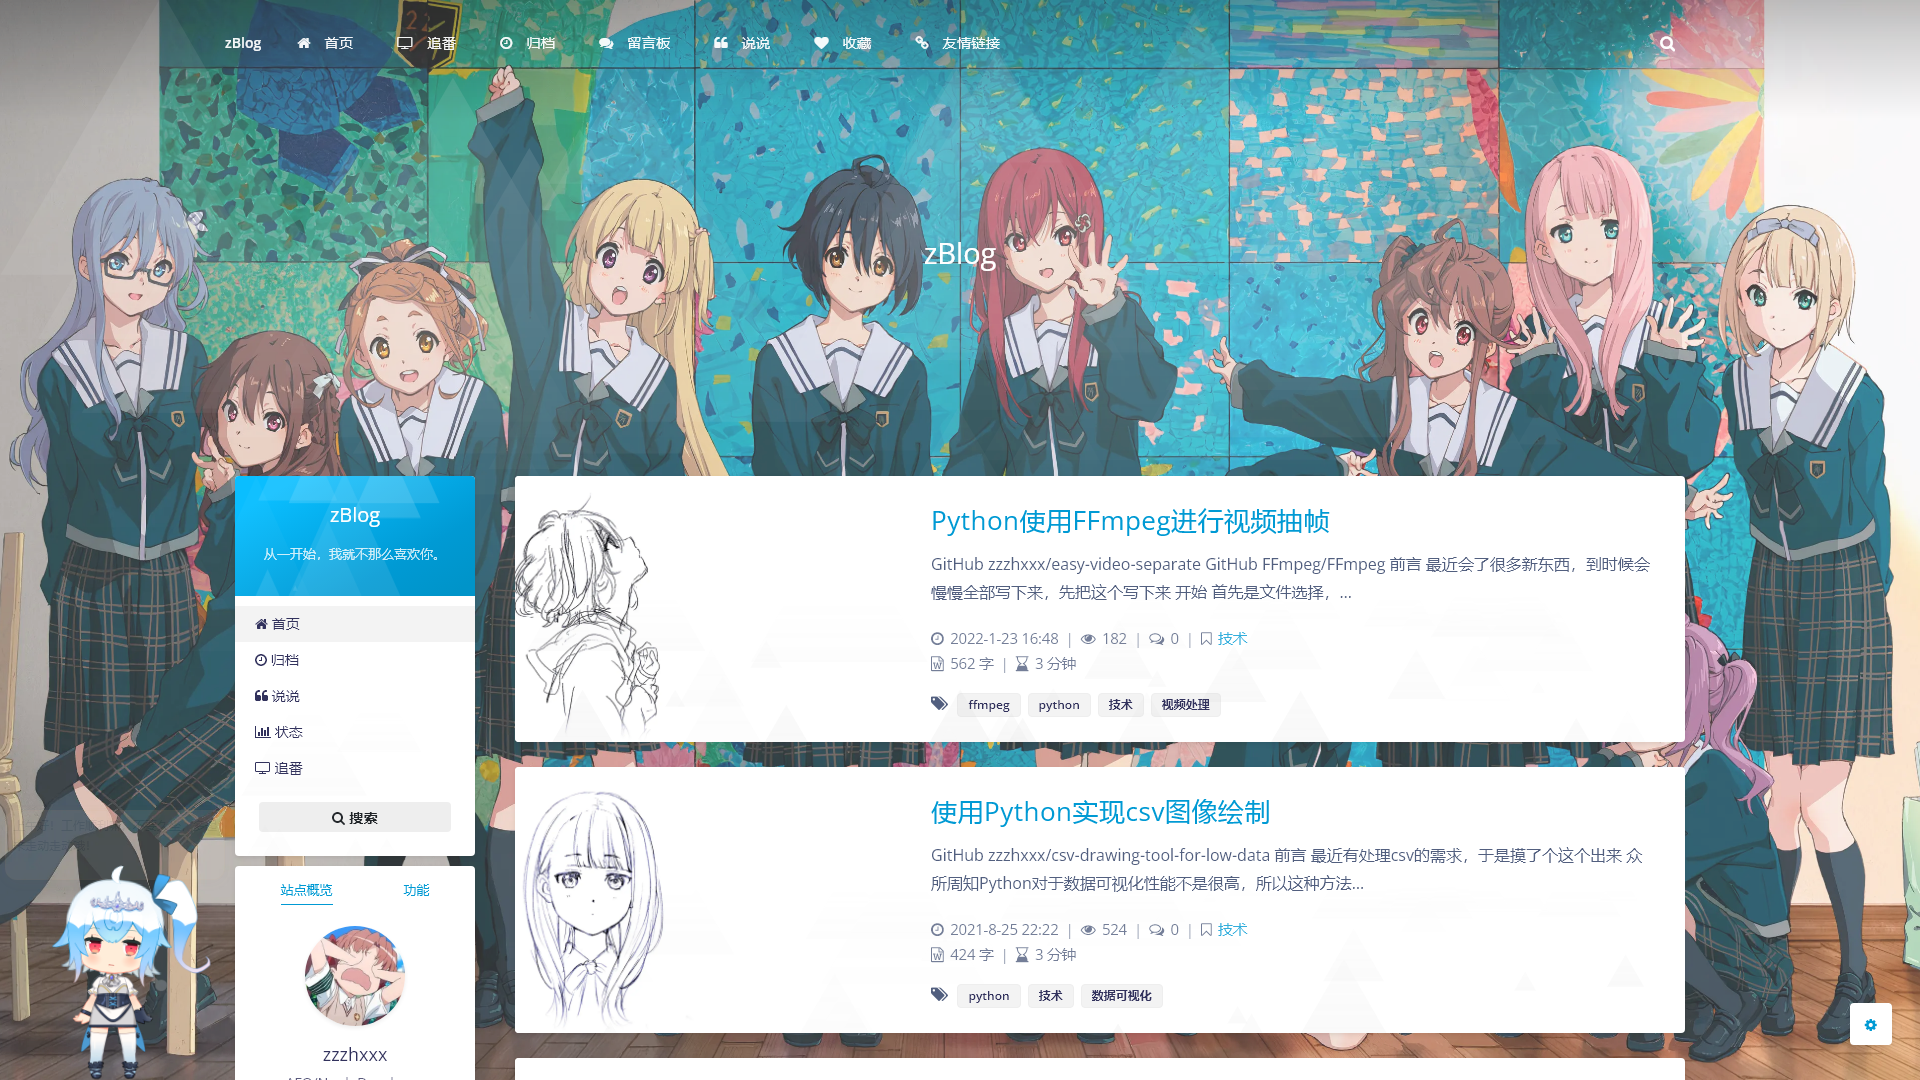 zBlog 首页 追番 归档 留言板 说说 收藏 友情链接
zBlog
zBlog
从一开始，我就不那么喜欢你。
首页
归档
说说
状态
追番
搜索
站点概览 功能
zzzhxxx
Python使用FFmpeg进行视频抽帧
GitHub zzzhxxx/easy-video-separate GitHub FFmpeg/FFmpeg 前言 最近会了很多新东西，到时候会
慢慢全部写下来，先把这个写下来 开始 首先是文件选择，...
2022-1-23 16:48 | 182 | 0 | 技术
562 字 | 3 分钟
ffmpeg python 技术 视频处理
使用Python实现csv图像绘制
GitHub zzzhxxx/csv-drawing-tool-for-low-data 前言 最近有处理csv的需求，于是摸了个这个出来 众
所周知Python对于数据可视化性能不是很高，所以这种方法...
2021-8-25 22:22 | 524 | 0 | 技术
424 字 | 3 分钟
python 技术 数据可视化